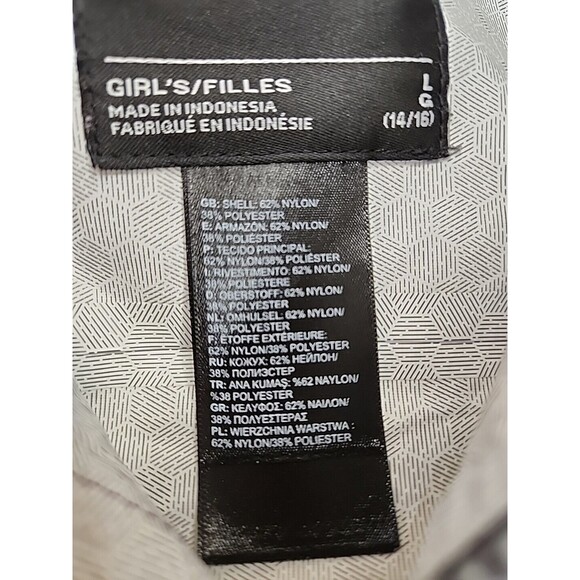 GIRL'S/FILLES L
MADE IN INDONESIA G
FABRIQUÉ EN INDONÉSIE (14/16)
GB: SHELL: 62% NYLON/
38% POLYESTER
E: ARMAZÓN: 62% NYLON/
38% POLIÉSTER
P: TECIDO PRINCIPAL:
62% NYLON/38% POLIÉSTER
I: RIVESTIMENTO: 62% NYLON/
38% POLIESTERE
D: OBERSTOFF: 62% NYLON/
38% POLYESTER
NL: OMHULSEL: 62% NYLON/
38% POLYESTER
F: ÉTOFFE EXTÉRIEURE:
62% NYLON/38% POLYESTER
RU: КОЖУХ: 62% НЕЙЛОН/
38% ПОЛИЭСТЕР
TR: ANA KUMAŞ: %62 NAYLON/
%38 POLYESTER
GR: ΚΕΛΥΦΟΣ: 62% ΝΑΙΛΟΝ/
38% ΠΟΛΥΕΣΤΕΡΑΣ
PL: WIERZCHNIA WARSTWA :
62% NYLON/38% POLIESTER